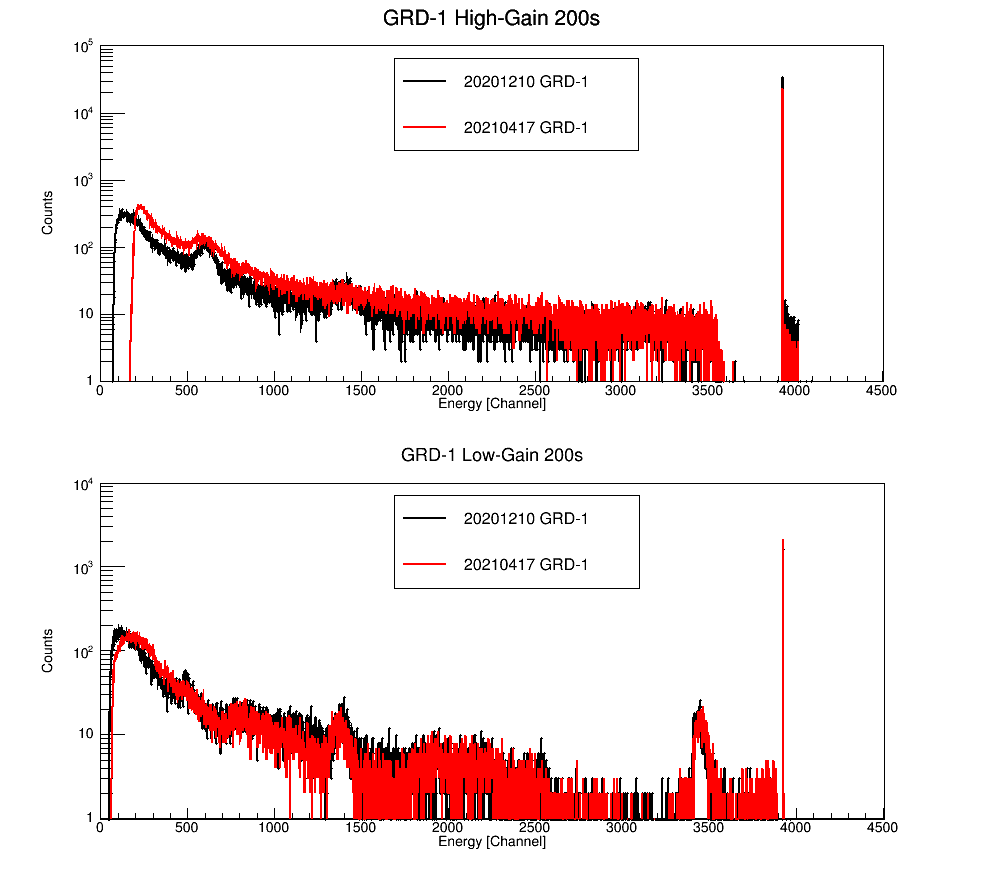 GRD-1 High-Gain 200s
10^5
10^4
10^3
10^2
10
1
Counts
20201210 GRD-1
20210417 GRD-1
0 500 1000 1500 2000 2500 3000 3500 4000 4500
Energy [Channel]
GRD-1 Low-Gain 200s
10^4
10^3
10^2
10
1
Counts
20201210 GRD-1
20210417 GRD-1
0 500 1000 1500 2000 2500 3000 3500 4000 4500
Energy [Channel]